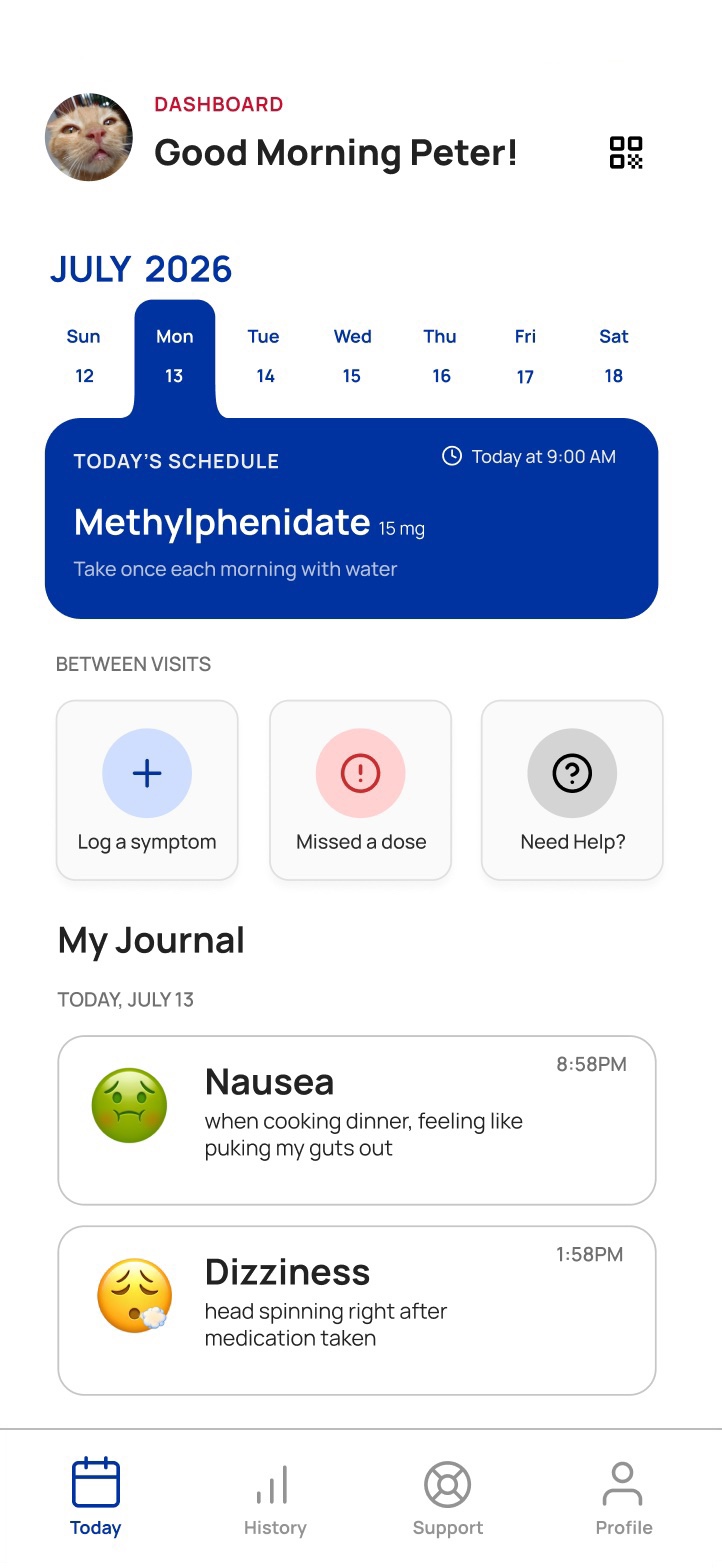 DASHBOARD
Good Morning Peter!
JULY 2026
Sun Mon Tue Wed Thu Fri Sat
12 13 14 15 16 17 18
TODAY’S SCHEDULE
Today at 9:00 AM
Methylphenidate 15 mg
Take once each morning with water
BETWEEN VISITS
Log a symptom
Missed a dose
Need Help?
My Journal
TODAY, JULY 13
8:58PM
Nausea
when cooking dinner, feeling like
puking my guts out
1:58PM
Dizziness
head spinning right after
medication taken
Today History Support Profile